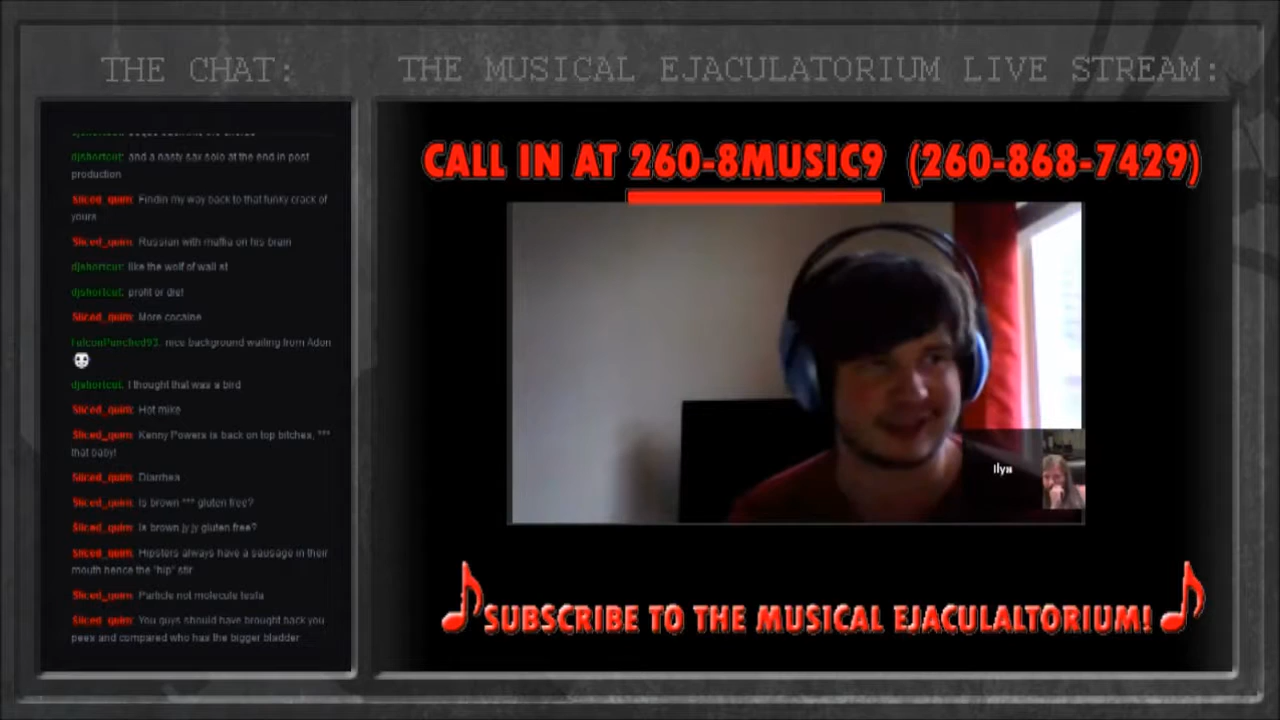 THE CHAT:
THE MUSICAL EJACULATORIUM LIVE STREAM:
djshortcut: and a nasty sax solo at the end in post
production
Sliced_quim: Findin my way back to that funky crack of
yours
Sliced_quim: Russian with maffia on his brain
djshortcut: like the wolf of wall st
djshortcut: profit or die!
Sliced_quim: More cocaine
FalconPunched93: nice background wailing from Adon
djshortcut: I thought that was a bird
Sliced_quim: Hot mike
Sliced_quim: Kenny Powers is back on top bitches, ***
that baby!
Sliced_quim: Diarrhea
Sliced_quim: Is brown *** gluten free?
Sliced_quim: Is brown jy jy gluten free?
Sliced_quim: Hipsters always have a sausage in their
mouth hence the "hip" stir
Sliced_quim: Particle not molecule tesla
Sliced_quim: You guys should have brought back you
pees and compared who has the bigger bladder
CALL IN AT 260-8MUSIC9 (260-868-7429)
Ilya
SUBSCRIBE TO THE MUSICAL EJACULALTORIUM!